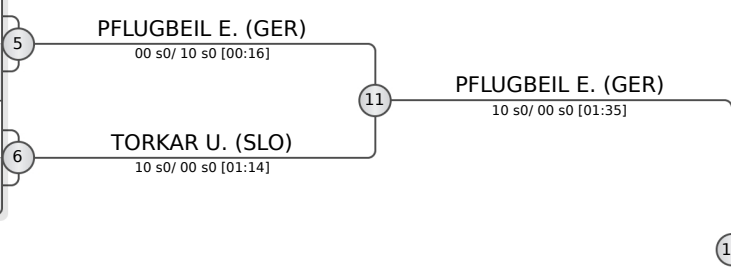 PFLUGBEIL E. (GER)
5
00 s0/ 10 s0 [00:16]
PFLUGBEIL E. (GER)
11
10 s0/ 00 s0 [01:35]
TORKAR U. (SLO)
6
10 s0/ 00 s0 [01:14]